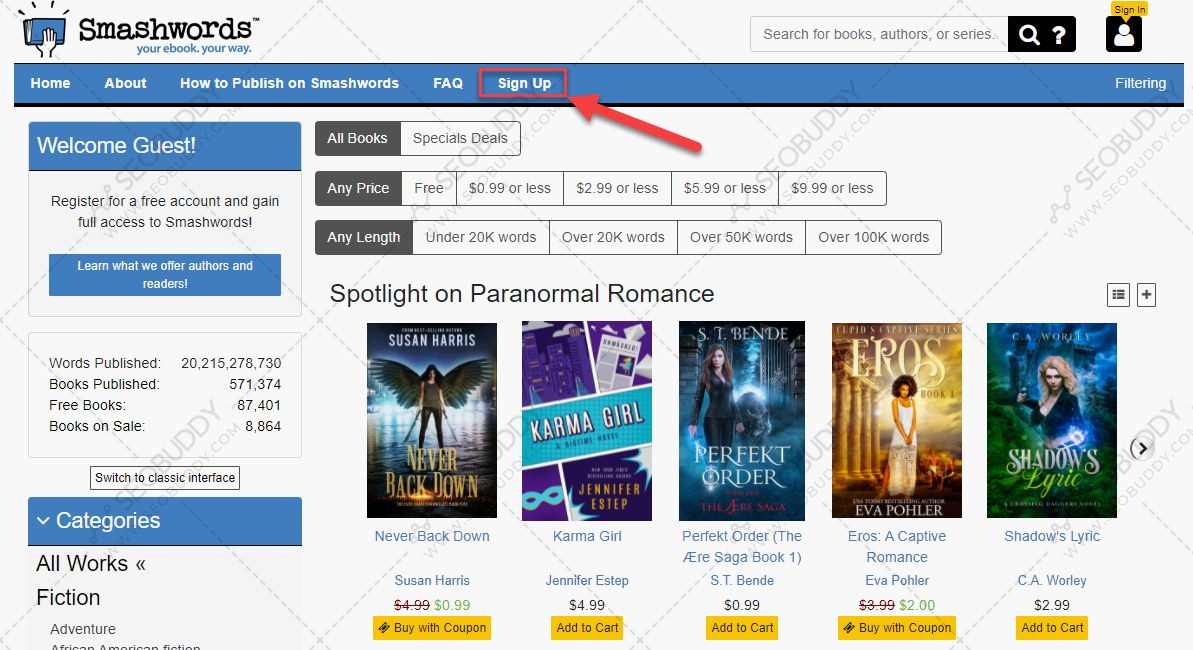 Smashwords™
your ebook. your way.
Search for books, authors, or series.
?
Sign In
Home
About
How to Publish on Smashwords
FAQ
Sign Up
Filtering
Welcome Guest!
Register for a free account and gain
full access to Smashwords!
Learn what we offer authors and
readers!
Words Published: 20,215,278,730
Books Published: 571,374
Free Books: 87,401
Books on Sale: 8,864
Switch to classic interface
Categories
All Works «
Fiction
Adventure
African American fiction
All Books
Specials Deals
Any Price
Free
$0.99 or less
$2.99 or less
$5.99 or less
$9.99 or less
Any Length
Under 20K words
Over 20K words
Over 50K words
Over 100K words
Spotlight on Paranormal Romance
FROM BEST-SELLING AUTHOR
SUSAN HARRIS
NEVER
BACK DOWN
Never Back Down
Susan Harris
$4.99 $0.99
Buy with Coupon
UNMASKED!
KARMA GIRL
A BIGTIME NOVEL
NEW YORK TIMES
BESTSELLING AUTHOR
JENNIFER
ESTEP
Karma Girl
Jennifer Estep
$4.99
Add to Cart
S. T. BENDE
PERFEKT
ORDER
BOOK ONE
THE ÆRE SAGA
Perfekt Order (The
Ære Saga Book 1)
S.T. Bende
$0.99
Add to Cart
CUPID'S CAPTIVE SERIES
EROS
BOOK 1
USA TODAY BESTSELLING AUTHOR
EVA POHLER
Eros: A Captive
Romance
Eva Pohler
$3.99 $2.00
Buy with Coupon
C.A. WORLEY
SHADOW'S
Lyric
A CROSSING DAGGERS NOVEL
Shadow's Lyric
C.A. Worley
$2.99
Add to Cart
SEOBUDDY
WWW.SEOBUDDY.COM